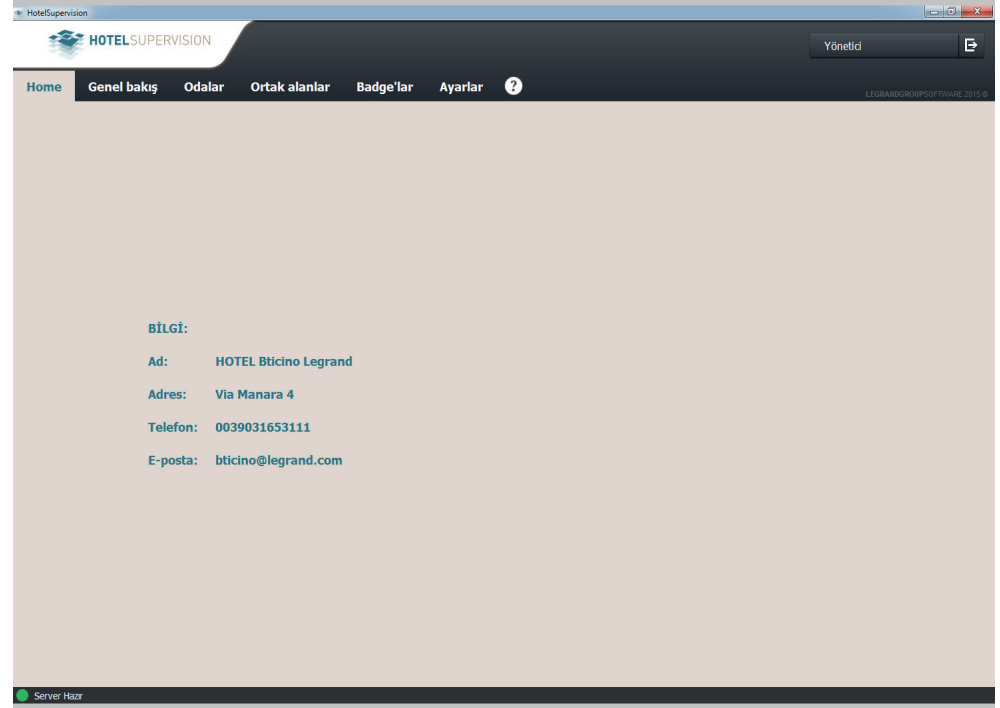 HotelSupervision
HOTELSUPERVISION
Yönetici
Home Genel bakış Odalar Ortak alanlar Badge'lar Ayarlar ?
LEGRANDGROUPSOFTWARE 2015 ©
BİLGİ:
Ad: HOTEL Bticino Legrand
Adres: Via Manara 4
Telefon: 0039031653111
E-posta: bticino@legrand.com
Server Hazır